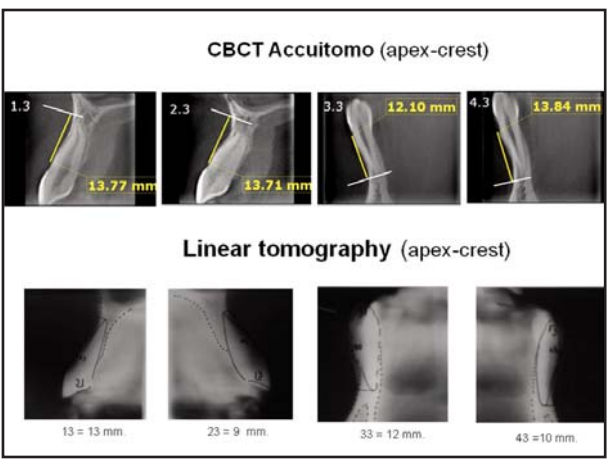 CBCT Accuitomo (apex-crest)
1.3
13.77 mm
2.3
13.71 mm
3.3
12.10 mm
4.3
13.84 mm
Linear tomography (apex-crest)
13 = 13 mm.
23 = 9 mm.
33 = 12 mm.
43 =10 mm.